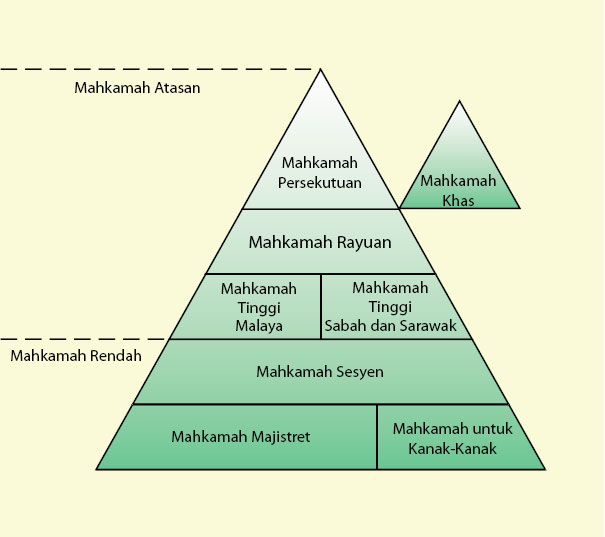 Mahkamah Atasan
Mahkamah
Persekutuan
Mahkamah
Khas
Mahkamah Rayuan
Mahkamah
Tinggi
Malaya
Mahkamah
Tinggi
Sabah dan Sarawak
Mahkamah Rendah
Mahkamah Sesyen
Mahkamah Majistret
Mahkamah untuk
Kanak-Kanak